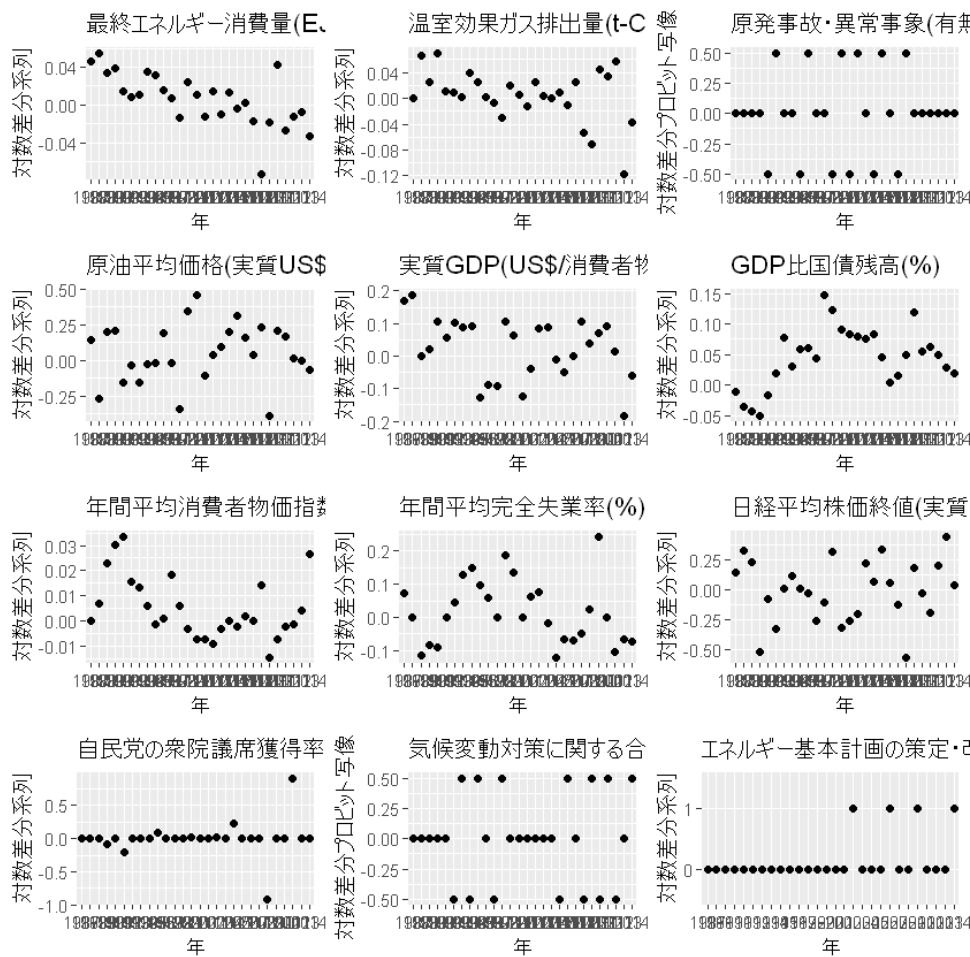 最終エネルギー消費量(EJ
対数差分系列
0.04
0.00
-0.04
年
温室効果ガス排出量(t-C
対数差分系列
0.08
0.04
0.00
-0.04
-0.08
-0.12
年
原発事故・異常事象(有無
対数差分プロビット写像
0.50
0.25
0.00
-0.25
-0.50
年
原油平均価格(実質US$
対数差分系列
0.50
0.25
0.00
-0.25
年
実質GDP(US$/消費者物
対数差分系列
0.2
0.1
0.0
-0.1
-0.2
年
GDP比国債残高(%)
対数差分系列
0.15
0.10
0.05
0.00
-0.05
年
年間平均消費者物価指数
対数差分系列
0.03
0.02
0.01
0.00
-0.01
年
年間平均完全失業率(%)
対数差分系列
0.2
0.1
0.0
-0.1
年
日経平均株価終値(実質
対数差分系列
0.25
0.00
-0.25
-0.50
年
自民党の衆院議席獲得率
対数差分系列
0.5
0.0
-0.5
-1.0
年
気候変動対策に関する合
対数差分プロビット写像
0.50
0.25
0.00
-0.25
-0.50
年
エネルギー基本計画の策定・改
対数差分系列
1
0
年